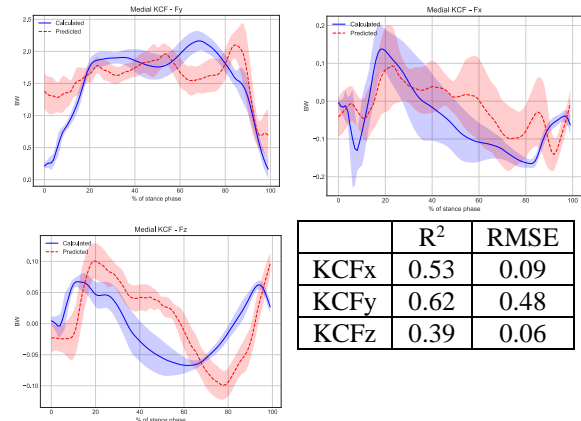 Medial KCF - Fy
Calculated
Predicted
BW
2.5
2.0
1.5
1.0
0.5
0.0
0 20 40 60 80 100
% of stance phase
Medial KCF - Fx
Calculated
Predicted
BW
0.2
0.1
0.0
−0.1
−0.2
0 20 40 60 80 100
% of stance phase
Medial KCF - Fz
Calculated
Predicted
BW
0.10
0.05
0.00
−0.05
−0.10
0 20 40 60 80 100
% of stance phase
R² RMSE
KCFx 0.53 0.09
KCFy 0.62 0.48
KCFz 0.39 0.06